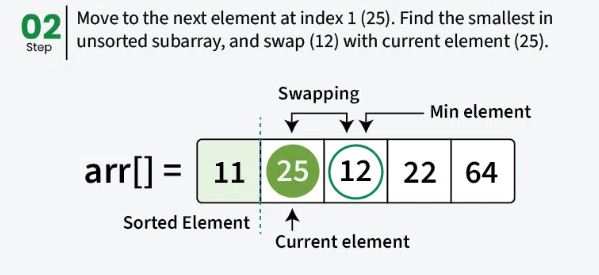 02
Step
Move to the next element at index 1 (25). Find the smallest in
unsorted subarray, and swap (12) with current element (25).
Swapping
Min element
arr[] = 11 25 12 22 64
Sorted Element
Current element